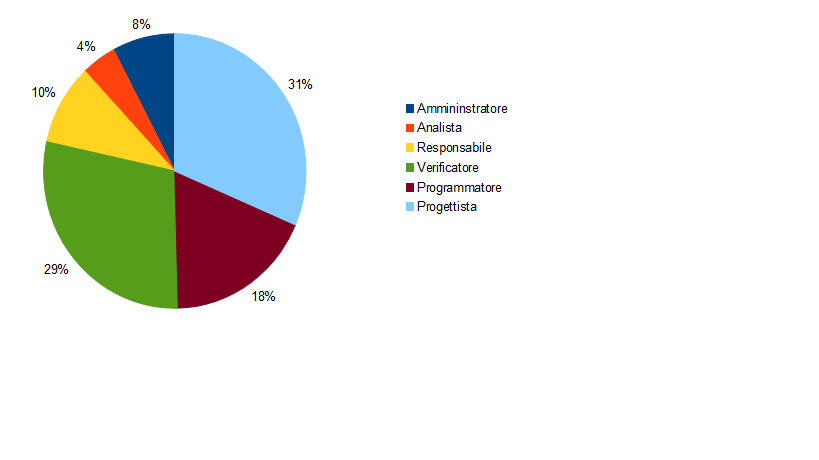 8%
4%
31%
10%
29%
18%
Ammininstratore
Analista
Responsabile
Verificatore
Programmatore
Progettista